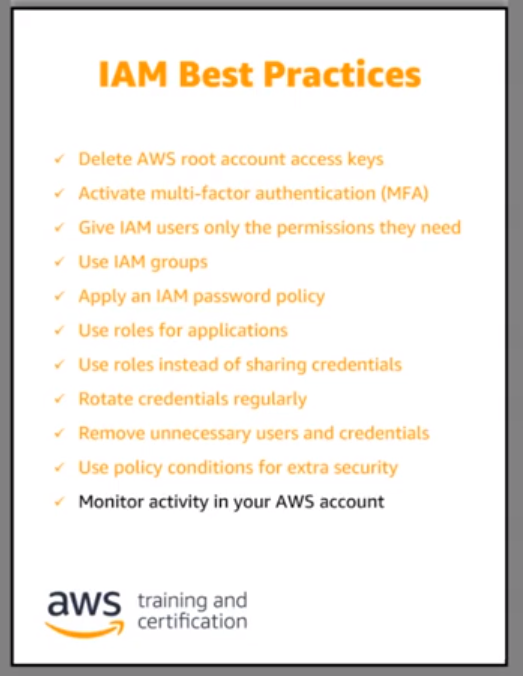 IAM Best Practices
✓ Delete AWS root account access keys
✓ Activate multi-factor authentication (MFA)
✓ Give IAM users only the permissions they need
✓ Use IAM groups
✓ Apply an IAM password policy
✓ Use roles for applications
✓ Use roles instead of sharing credentials
✓ Rotate credentials regularly
✓ Remove unnecessary users and credentials
✓ Use policy conditions for extra security
✓ Monitor activity in your AWS account
aws training and
certification